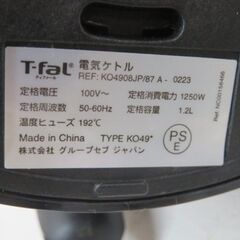 T-fal 電気ケトル
ティファール REF: KO4908JP/87 A - 0223
定格電圧： 100V～ 定格消費電力：1250W
定格周波数： 50-60Hz 定格容量： 1.2L
温度ヒューズ：192℃
Made in China TYPE KO49*
株式会社 グループセブ ジャパン
PS
E
Ref. NC00156466